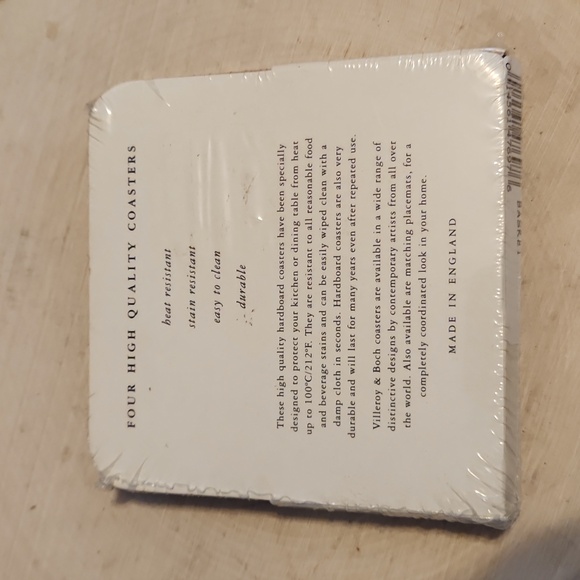 FOUR HIGH QUALITY COASTERS
heat resistant
stain resistant
easy to clean
durable
These high quality hardboard coasters have been specially
designed to protect your kitchen or dining table from heat
up to 100°C/212°F. They are resistant to all reasonable food
and beverage stains and can be easily wiped clean with a
damp cloth in seconds. Hardboard coasters are also very
durable and will last for many years even after repeated use.
Villeroy & Boch coasters are available in a wide range of
distinctive designs by contemporary artists from all over
the world. Also available are matching placemats, for a
completely coordinated look in your home.
MADE IN ENGLAND